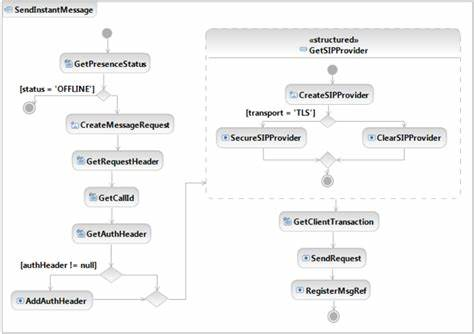 SendInstantMessage
GetPresenceStatus
[status = 'OFFLINE']
CreateMessageRequest
GetRequestHeader
GetCallId
GetAuthHeader
[authHeader != null]
AddAuthHeader
«structured»
GetSIPProvider
CreateSIPProvider
[transport = 'TLS']
SecureSIPProvider
ClearSIPProvider
GetClientTransaction
SendRequest
RegisterMsgRef